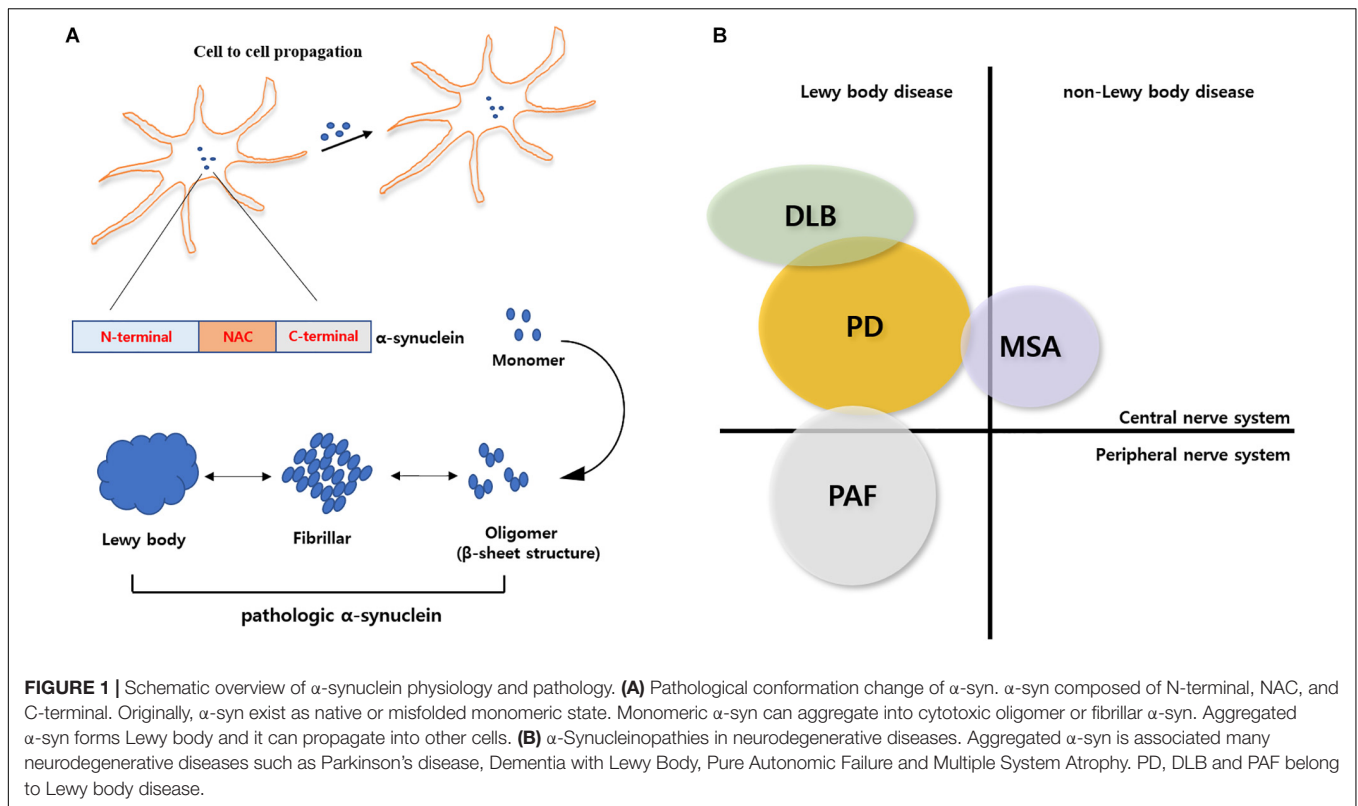 A
Cell to cell propagation
N-terminal NAC C-terminal α-synuclein
Monomer
Lewy body
Fibrillar
Oligomer
(β-sheet structure)
pathologic α-synuclein
B
Lewy body disease
non-Lewy body disease
DLB
PD
MSA
Central nerve system
Peripheral nerve system
PAF
FIGURE 1 | Schematic overview of α-synuclein physiology and pathology. (A) Pathological conformation change of α-syn. α-syn composed of N-terminal, NAC, and
C-terminal. Originally, α-syn exist as native or misfolded monomeric state. Monomeric α-syn can aggregate into cytotoxic oligomer or fibrillar α-syn. Aggregated
α-syn forms Lewy body and it can propagate into other cells. (B) α-Synucleinopathies in neurodegenerative diseases. Aggregated α-syn is associated many
neurodegenerative diseases such as Parkinson's disease, Dementia with Lewy Body, Pure Autonomic Failure and Multiple System Atrophy. PD, DLB and PAF belong
to Lewy body disease.